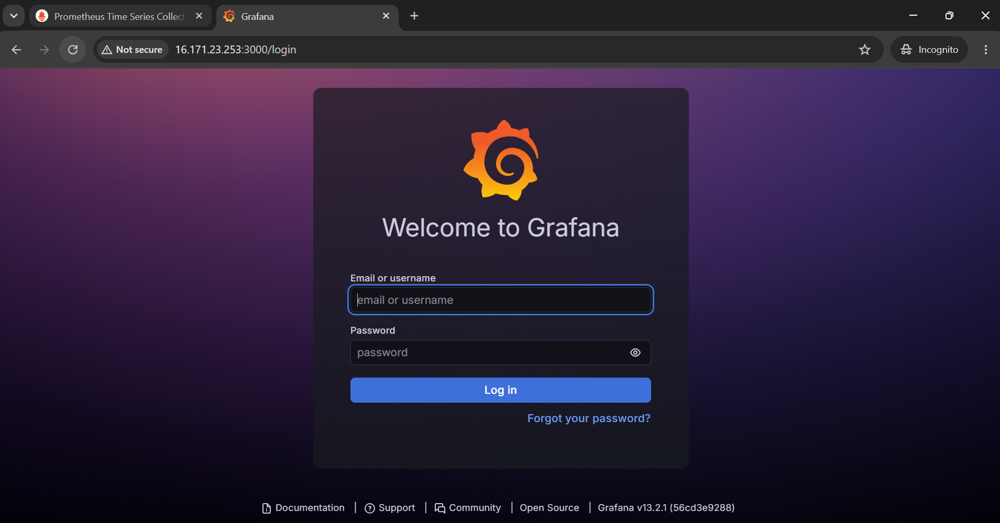 Prometheus Time Series Collect
Grafana
Not secure
16.171.23.253:3000/login
Incognito
Welcome to Grafana
Email or username
email or username
Password
password
Log in
Forgot your password?
Documentation | Support | Community | Open Source | Grafana v13.2.1 (56cd3e9288)